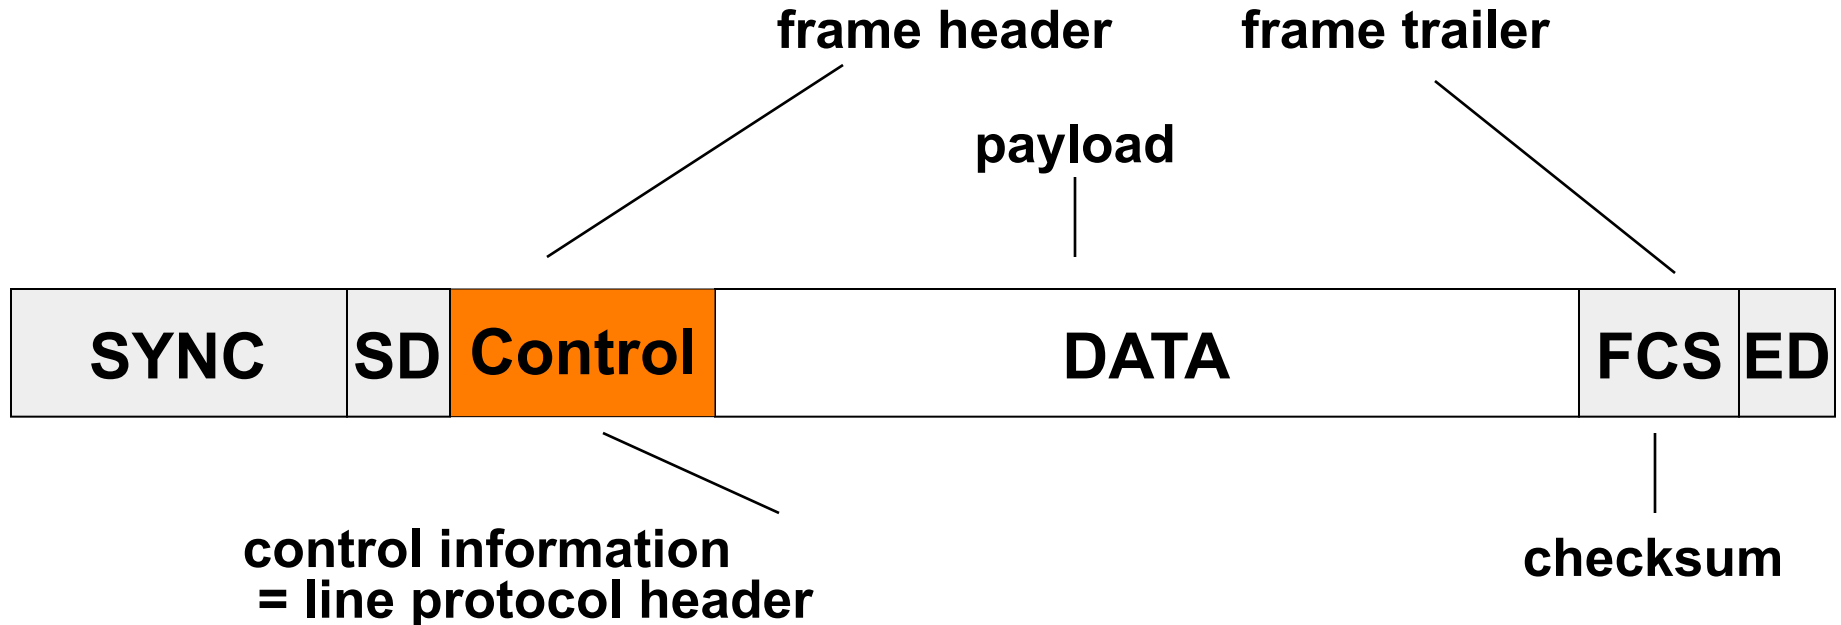 frame header
frame trailer
payload
SYNC
SD
Control
DATA
FCS
ED
control information
= line protocol header
checksum